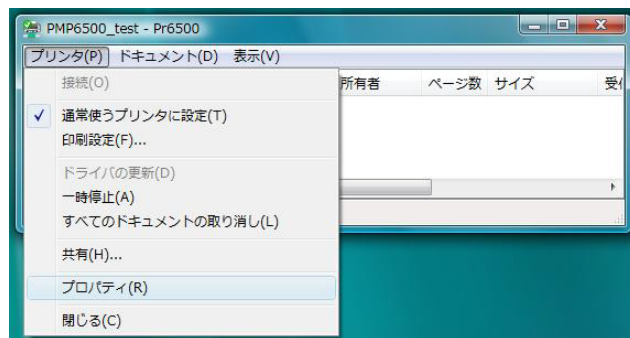 PMP6500_test - Pr6500
プリンタ(P) ドキュメント(D) 表示(V)
接続(O)
所有者 ページ数 サイズ
通常使うプリンタに設定(T)
印刷設定(F)...
ドライバの更新(D)
一時停止(A)
すべてのドキュメントの取り消し(L)
共有(H)...
プロパティ(R)
閉じる(C)